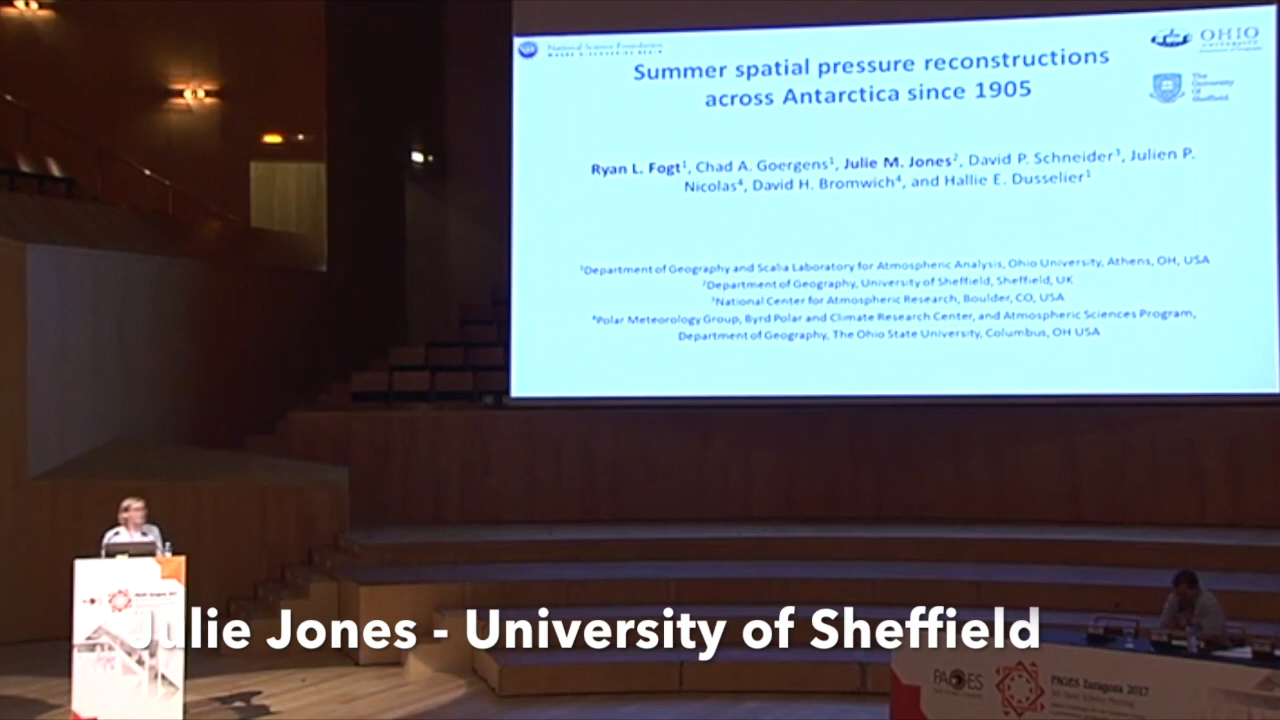 National Science Foundation
WHERE DISCOVERIES BEGIN
OHIO
UNIVERSITY
The
University
Of
Sheffield.
Summer spatial pressure reconstructions
across Antarctica since 1905
Ryan L. Fogt¹, Chad A. Goergens¹, Julie M. Jones², David P. Schneider³, Julien P.
Nicolas⁴, David H. Bromwich⁴, and Hallie E. Dusselier¹
¹Department of Geography and Scalia Laboratory for Atmospheric Analysis, Ohio University, Athens, OH, USA
²Department of Geography, University of Sheffield, Sheffield, UK
³National Center for Atmospheric Research, Boulder, CO, USA
⁴Polar Meteorology Group, Byrd Polar and Climate Research Center, and Atmospheric Sciences Program,
Department of Geography, The Ohio State University, Columbus, OH USA
Julie Jones - University of Sheffield
PAGES
PAGES Zaragoza 2017